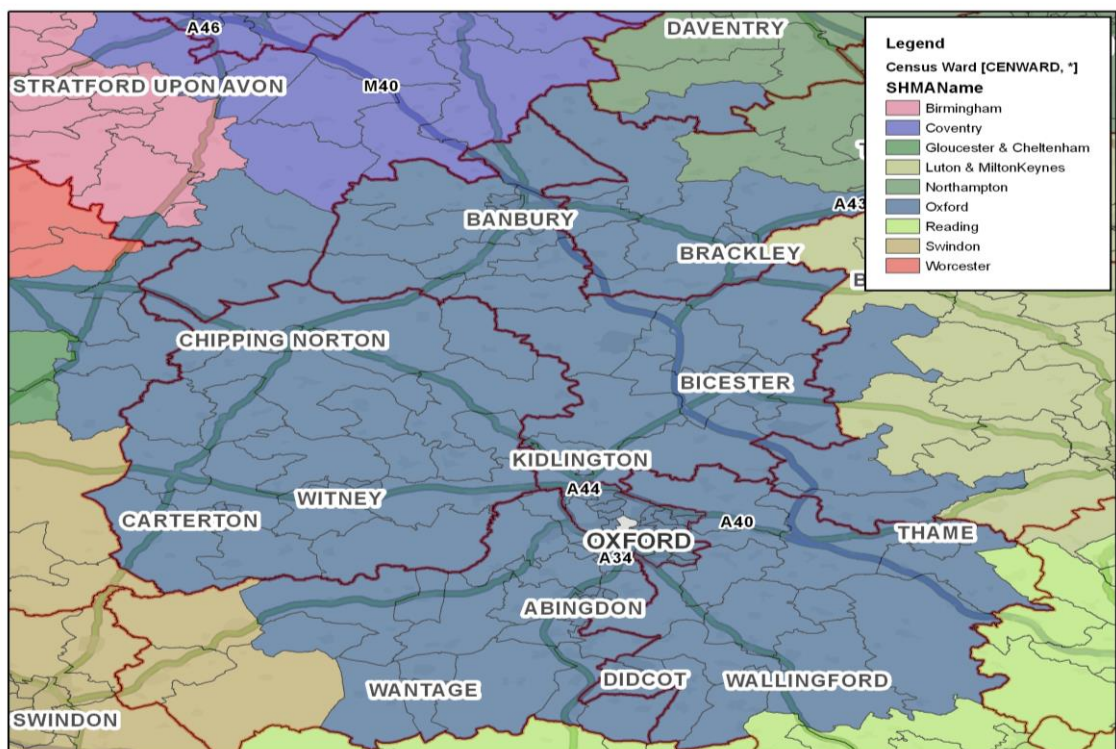 A46
DAVENTRY
STRATFORD UPON AVON
M40
BANBURY
A43
BRACKLEY
B
CHIPPING NORTON
BICESTER
KIDLINGTON
A44
WITNEY
CARTERTON
A40
OXFORD
THAME
A34
ABINGDON
WANTAGE
DIDCOT
WALLINGFORD
SWINDON
Legend
Census Ward [CENWARD, *]
SHMAName
Birmingham
Coventry
Gloucester & Cheltenham
Luton & MiltonKeynes
Northampton
Oxford
Reading
Swindon
Worcester